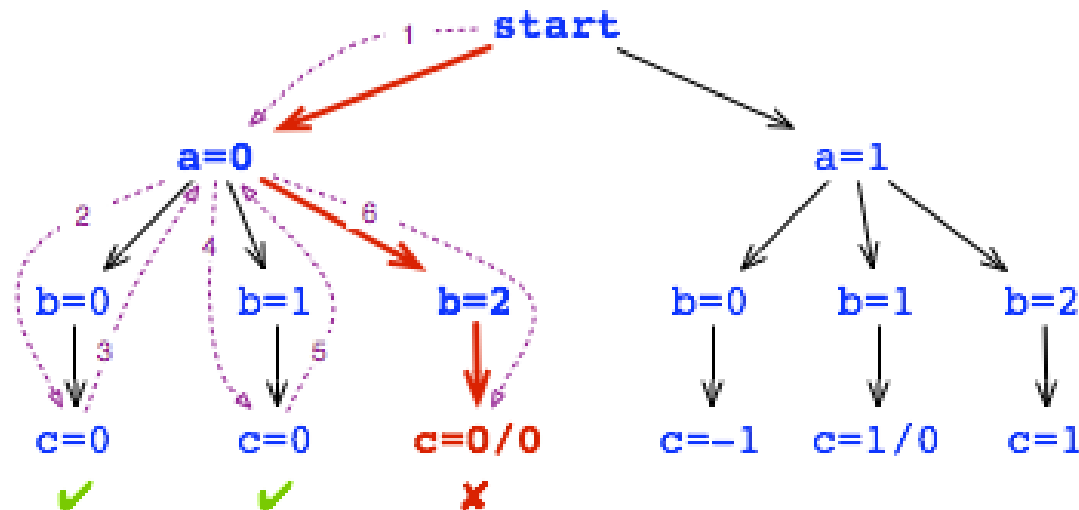 1 start
a=0 a=1
2 6
4
b=0 b=1 b=2 b=0 b=1 b=2
3 5
c=0 c=0 c=0/0 c=-1 c=1/0 c=1
✔ ✔ ✘